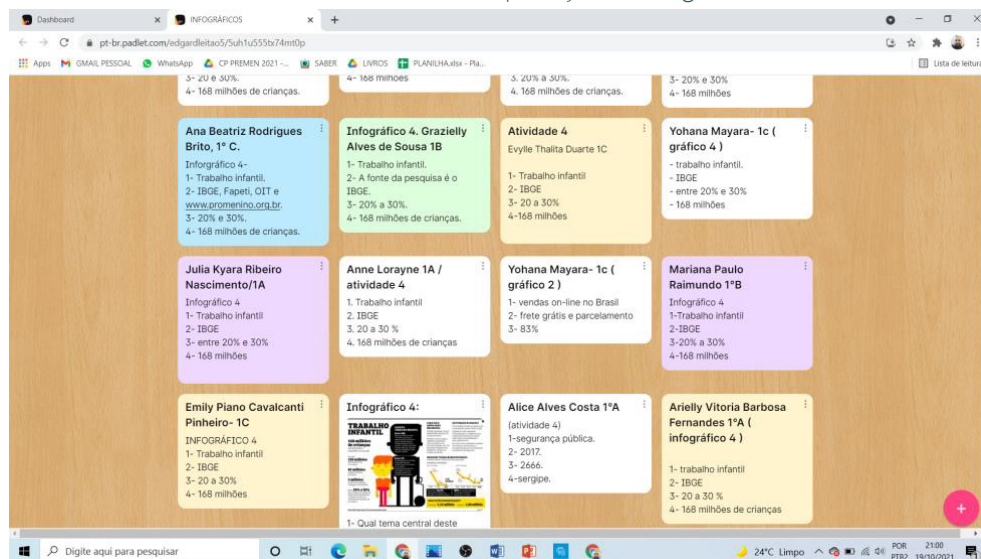 Dashboard
INFOGRÁFICOS
pt-br.padlet.com/edgardleitao5/5uh1u555tx74mt0p
Apps
GMAIL PESSOAL
WhatsApp
CP PREMEN 2021 -...
SABER
LIVROS
PLANILHA.xlsx - Pla...
Lista de leitura
3- 20 e 30%.
4- 168 milhões de crianças.
4- 168 milhões
3. 20% a 30%.
4. 168 milhões de crianças.
3- 20% e 30%
4- 168 milhões
Ana Beatriz Rodrigues
Brito, 1° C.
Inforgráfico 4-
1- Trabalho infantil.
2- IBGE, Fapeti, OIT e
www.promenino.org.br.
3- 20% e 30%.
4- 168 milhões de crianças.
Infográfico 4. Grazielly
Alves de Sousa 1B
1- Trabalho infantil.
2- A fonte da pesquisa é o
IBGE.
3- 20% a 30%.
4- 168 milhões de crianças.
Atividade 4
Evylle Thalita Duarte 1C
1- Trabalho infantil
2- IBGE
3- 20 a 30%
4-168 milhões
Yohana Mayara- 1c (
gráfico 4 )
- trabalho infantil.
- IBGE
- entre 20% e 30%
- 168 milhões
Julia Kyara Ribeiro
Nascimento/1A
Infográfico 4
1- Trabalho infantil
2- IBGE
3- entre 20% e 30%
4- 168 milhões
Anne Lorayne 1A /
atividade 4
1. Trabalho infantil
2. IBGE
3. 20 a 30 %
4. 168 milhões de crianças
Yohana Mayara- 1c (
gráfico 2 )
1- vendas on-line no Brasil
2- frete grátis e parcelamento
3- 83%
Mariana Paulo
Raimundo 1°B
Infográfico 4
1-Trabalho infantil
2-IBGE
3-20% a 30%
4-168 milhões
Emily Piano Cavalcanti
Pinheiro- 1C
INFOGRÁFICO 4
1- Trabalho infantil
2- IBGE
3- 20 a 30%
4- 168 milhões
Infográfico 4:
TRABALHO
INFANTIL
1- Qual tema central deste
Alice Alves Costa 1°A
(atividade 4)
1-segurança pública.
2- 2017.
3- 2666.
4-sergipe.
Arielly Vitoria Barbosa
Fernandes 1°A (
infográfico 4 )
1- trabalho infantil
2- IBGE
3- 20 a 30 %
4- 168 milhões de crianças
Digite aqui para pesquisar
24°C Limpo
POR
PTB2
21:00
19/10/2021